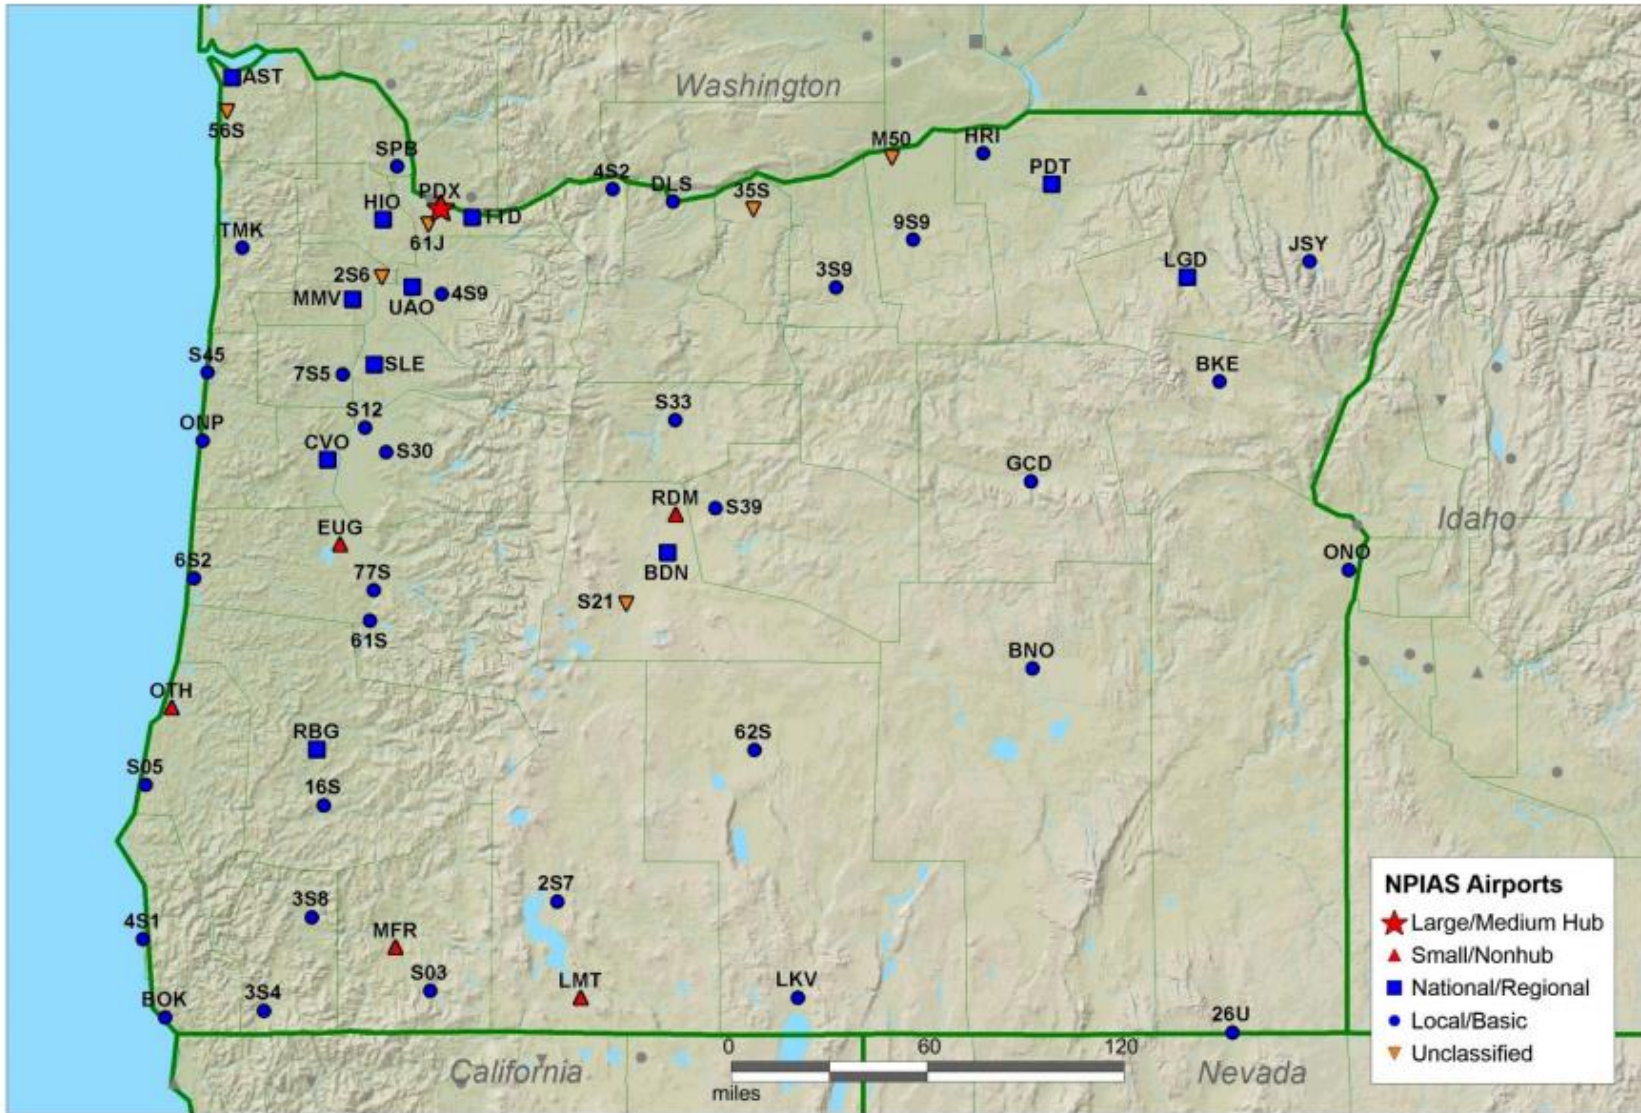 Washington
AST
56S
SPB
PDX
HIO
TTD
61J
TMK
2S6
MMV
UAO
4S9
4S2
DLS
35S
M50
HRI
PDT
9S9
3S9
LGD
JSY
S45
7S5
SLE
BKE
S12
ONP
CVO
S30
S33
GCD
RDM
S39
Idaho
EUG
BDN
ONO
6S2
77S
S21
61S
BNO
OTH
RBG
62S
S05
16S
2S7
3S8
4S1
MFR
S03
LMT
LKV
BOK
3S4
26U
0 60 120
miles
California
Nevada
NPIAS Airports
Large/Medium Hub
Small/Nonhub
National/Regional
Local/Basic
Unclassified